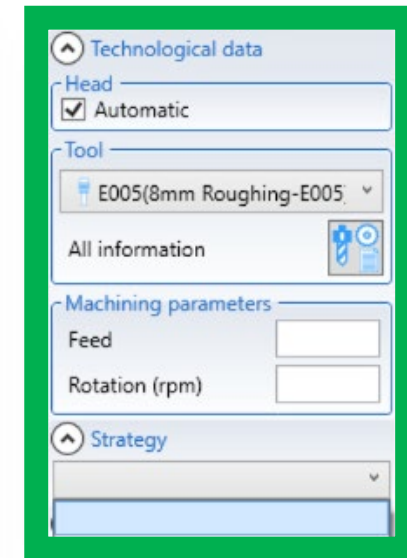 Technological data
Head
Automatic
Tool
E005(8mm Roughing-E005
All information
Machining parameters
Feed
Rotation (rpm)
Strategy